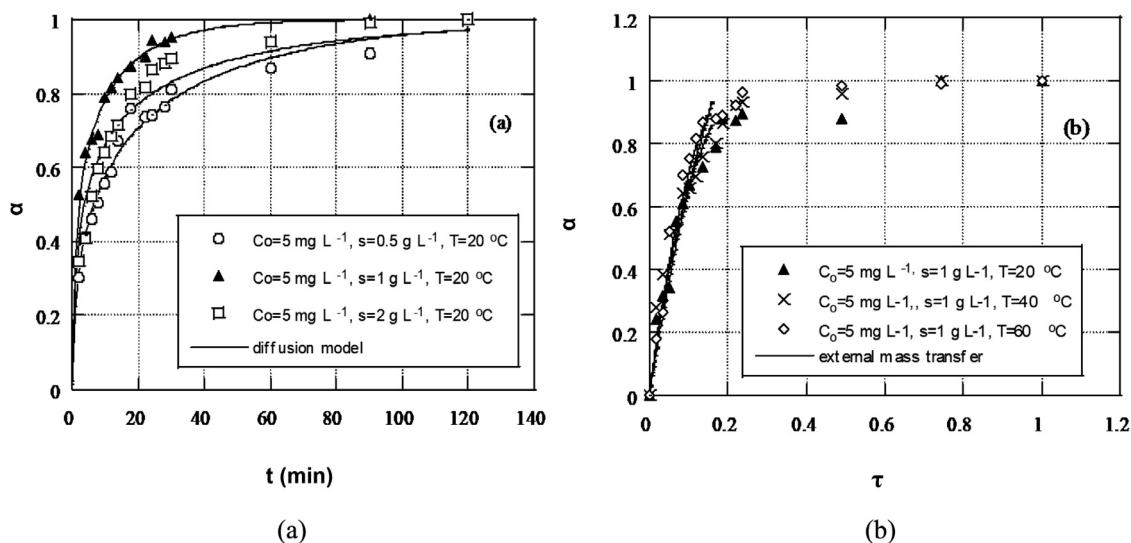 1
0.8
0.6
0.4
0.2
0
α
(a)
Co=5 mg L -1, s=0.5 g L -1, T=20 ºC
Co=5 mg L -1, s=1 g L -1, T=20 ºC
Co=5 mg L -1, s=2 g L -1, T=20 ºC
diffusion model
0 20 40 60 80 100 120 140
t (min)
(a)
1.2
1
0.8
0.6
0.4
0.2
0
α
(b)
Co=5 mg L -1, s=1 g L-1, T=20 ºC
Co=5 mg L-1,, s=1 g L-1, T=40 ºC
Co=5 mg L-1, s=1 g L-1, T=60 ºC
external mass transfer
0 0.2 0.4 0.6 0.8 1 1.2
τ
(b)